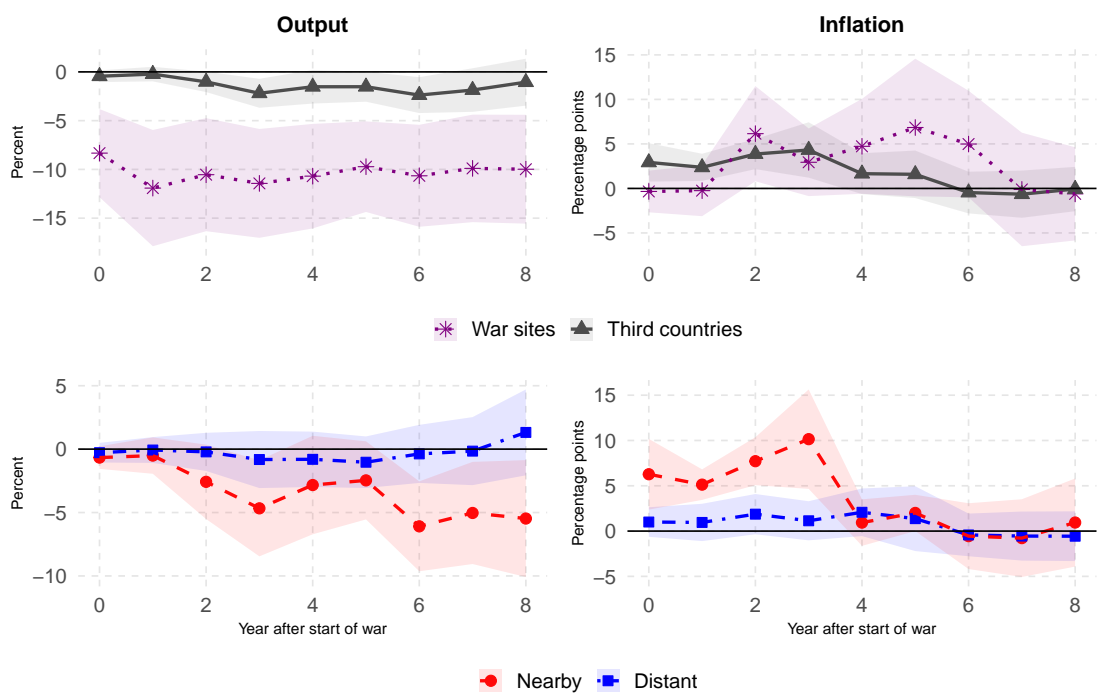 Output
Inflation
Percent
0
−5
−10
−15
0 2 4 6 8
Percentage points
15
10
5
0
−5
0 2 4 6 8
War sites Third countries
Percent
5
0
−5
−10
0 2 4 6 8
Year after start of war
Percentage points
15
10
5
0
−5
0 2 4 6 8
Year after start of war
Nearby Distant